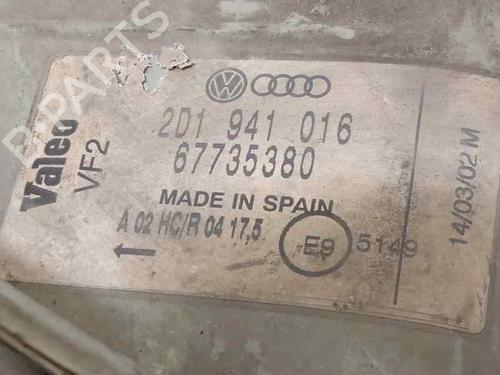 B-PARTS
Valeo
VF2
2D1 941 016
67735380
MADE IN SPAIN
A 02 HC/R 04 17,5
E9 5149
14/03/02 M